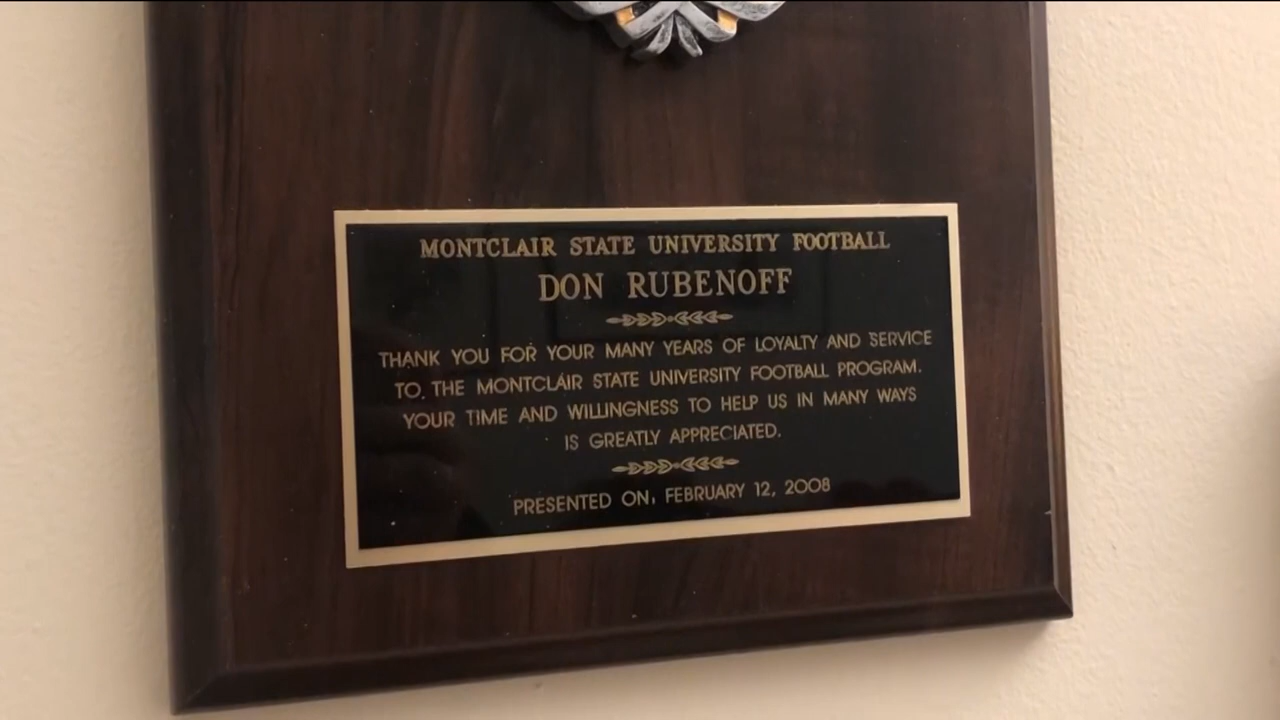 MONTCLAIR STATE UNIVERSITY FOOTBALL
DON RUBENOFF
THANK YOU FOR YOUR MANY YEARS OF LOYALTY AND SERVICE
TO THE MONTCLAIR STATE UNIVERSITY FOOTBALL PROGRAM.
YOUR TIME AND WILLINGNESS TO HELP US IN MANY WAYS
IS GREATLY APPRECIATED.
PRESENTED ON, FEBRUARY 12, 2008